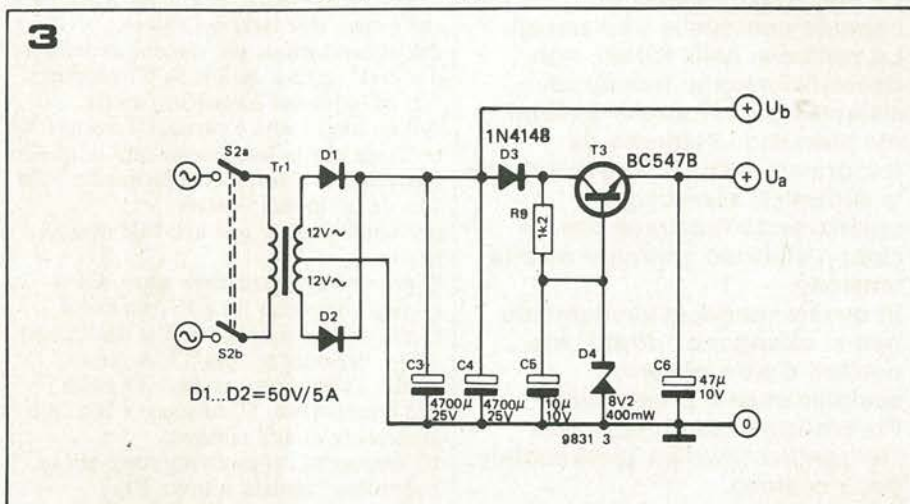 3
1N4148
D3
T3
BC547B
+ Ub
+ Ua
S2a
Tr1
D1
R9
1k2
12V~
12V~
S2b
D2
D4
8V2
400mW
C3
4700µ
25V
C4
4700µ
25V
C5
10µ
10V
C6
47µ
10V
0
D1...D2=50V/5A
9831 3